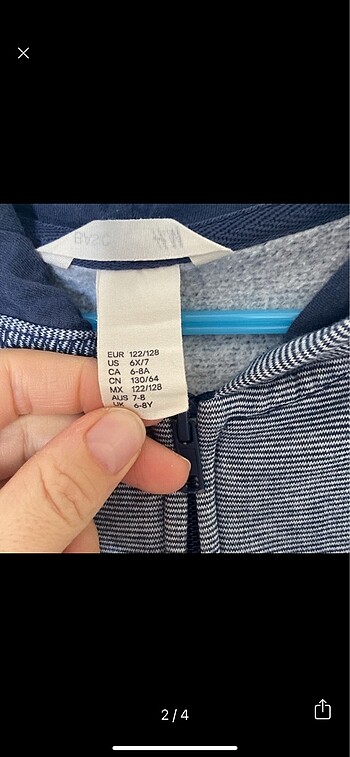 BASIC
H&M
EUR 122/128
US 6X/7
CA 6-8A
CN 130/64
MX 122/128
AUS 7-8
UK 6-8Y
2/4